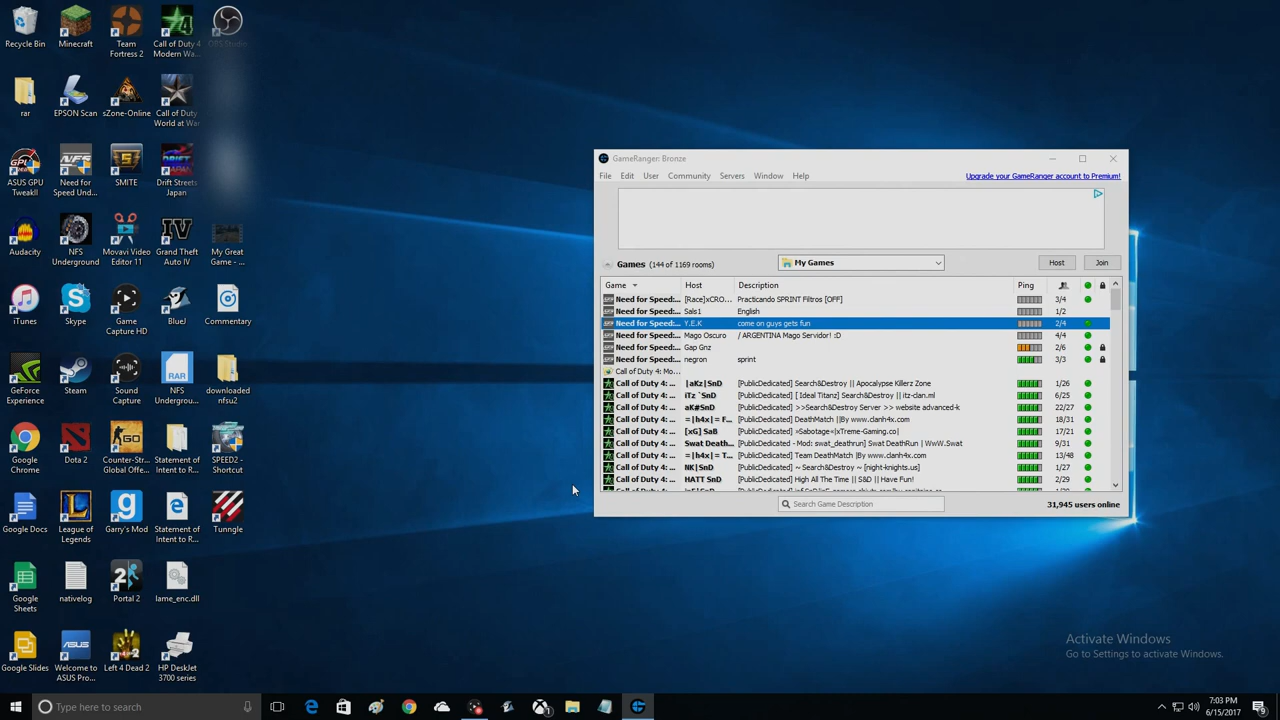 Recycle Bin
Minecraft
Team
Fortress 2
Call of Duty 4
Modern Wa...
OBS Studio
rar
EPSON Scan
sZone-Online
Call of Duty
World at War
ASUS GPU
TweakII
Need for
Speed Und...
SMITE
Drift Streets
Japan
Audacity
NFS
Underground
Movavi Video
Editor 11
Grand Theft
Auto IV
My Great
Game - ...
iTunes
Skype
Game
Capture HD
BlueJ
Commentary
GeForce
Experience
Steam
Sound
Capture
NFS
Undergrou...
downloaded
nfsu2
Google
Chrome
Dota 2
Counter-Str...
Global Offe...
Statement of
Intent to R...
SPEED2 -
Shortcut
Google Docs
League of
Legends
Garry's Mod
Statement of
Intent to R...
Tunngle
Google
Sheets
nativelog
Portal 2
lame_enc.dll
Google Slides
Welcome to
ASUS Pro...
Left 4 Dead 2
HP DeskJet
3700 series
GameRanger: Bronze
File Edit User Community Servers Window Help
Upgrade your GameRanger account to Premium!
Games (144 of 1169 rooms)
My Games
Host Join
Game Host Description Ping
Need for Speed:... [Race]xCRO... Practicando SPRINT Filtros [OFF] 3/4
Need for Speed:... Sals1 English 1/2
Need for Speed:... Y.E.K come on guys gets fun 2/4
Need for Speed:... Mago Oscuro / ARGENTINA Mago Servidor! :D 4/4
Need for Speed:... Gap Gnz 2/6
Need for Speed:... negron sprint 3/3
Call of Duty 4: Mo...
Call of Duty 4: ... |aKz|SnD [PublicDedicated] Search&Destroy || Apocalypse Killerz Zone 1/26
Call of Duty 4: ... iTz `SnD [PublicDedicated] [ Ideal Titanz] Search&Destroy || itz-clan.ml 6/25
Call of Duty 4: ... aK#SnD [PublicDedicated] >>Search&Destroy Server >> website advanced-k 22/27
Call of Duty 4: ... =|h4x| = F... [PublicDedicated] DeathMatch ||By www.clanh4x.com 18/31
Call of Duty 4: ... [xG] SaB [PublicDedicated] »Sabotage«|xTreme-Gaming.co| 17/21
Call of Duty 4: ... Swat Death... [PublicDedicated - Mod: swat_deathrun] Swat DeathRun | WwW.Swat 9/31
Call of Duty 4: ... =|h4x| = T... [PublicDedicated] Team DeathMatch ||By www.clanh4x.com 13/48
Call of Duty 4: ... NK|SnD [PublicDedicated] ~ Search&Destroy ~ [night-knights.us] 1/27
Call of Duty 4: ... HAT SnD [PublicDedicated] High All The Time || S&D || Have Fun! 2/29
Search Game Description
31,945 users online
Activate Windows
Go to Settings to activate Windows.
Type here to search
7:03 PM
6/15/2017